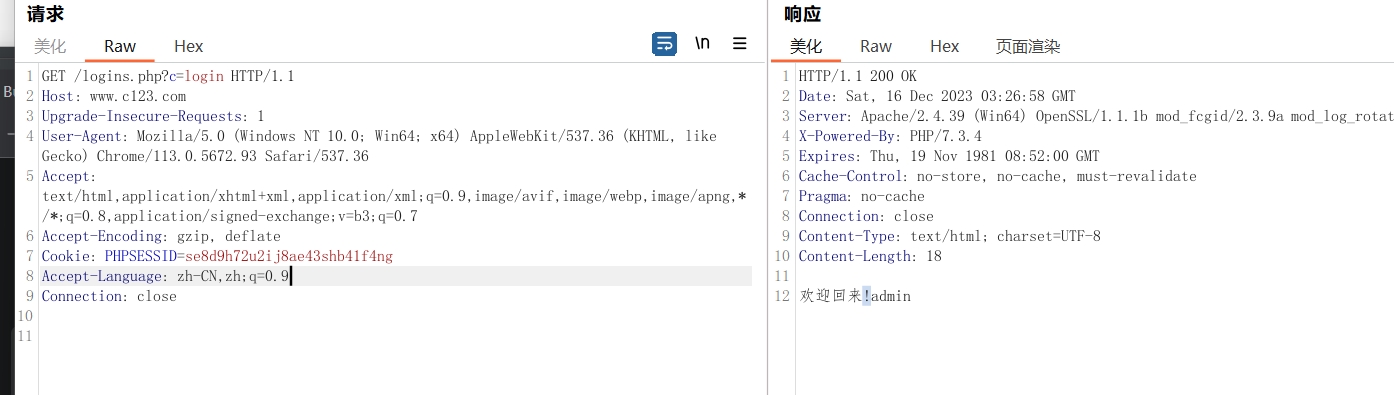 请求
美化 Raw Hex \n
1 GET /logins.php?c=login HTTP/1.1
2 Host: www.c123.com
3 Upgrade-Insecure-Requests: 1
4 User-Agent: Mozilla/5.0 (Windows NT 10.0; Win64; x64) AppleWebKit/537.36 (KHTML, like
Gecko) Chrome/113.0.5672.93 Safari/537.36
5 Accept:
text/html,application/xhtml+xml,application/xml;q=0.9,image/avif,image/webp,image/apng,*
/*;q=0.8,application/signed-exchange;v=b3;q=0.7
6 Accept-Encoding: gzip, deflate
7 Cookie: PHPSESSID=se8d9h72u2ij8ae43shb41f4ng
8 Accept-Language: zh-CN,zh;q=0.9
9 Connection: close
10
11
响应
美化 Raw Hex 页面渲染
1 HTTP/1.1 200 OK
2 Date: Sat, 16 Dec 2023 03:26:58 GMT
3 Server: Apache/2.4.39 (Win64) OpenSSL/1.1.1b mod_fcgid/2.3.9a mod_log_rotat
4 X-Powered-By: PHP/7.3.4
5 Expires: Thu, 19 Nov 1981 08:52:00 GMT
6 Cache-Control: no-store, no-cache, must-revalidate
7 Pragma: no-cache
8 Connection: close
9 Content-Type: text/html; charset=UTF-8
10 Content-Length: 18
11
12 欢迎回来!admin